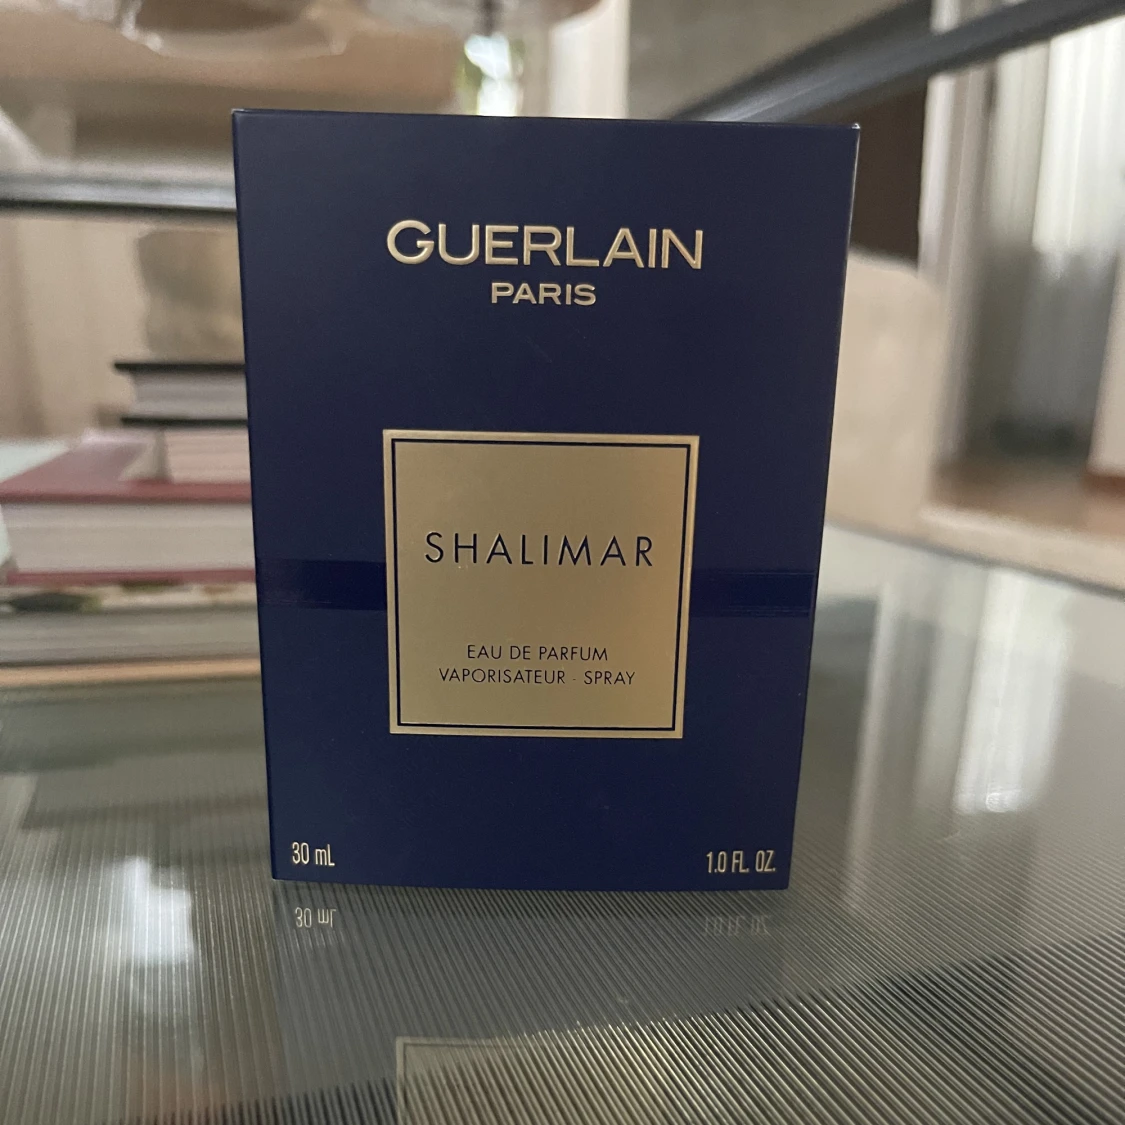 GUERLAIN
PARIS
SHALIMAR
EAU DE PARFUM
VAPORISATEUR · SPRAY
30 mL
1.0 FL. OZ.